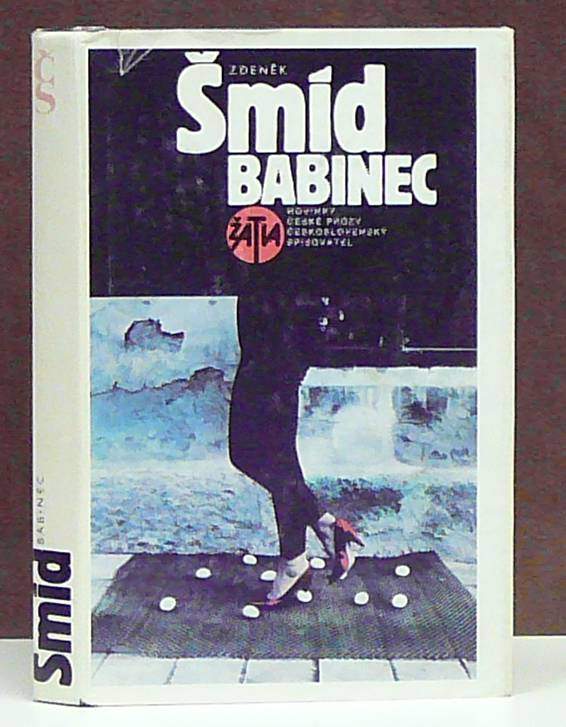 ZDENĚK
Šmíd
BABINEC
ŽATVA
NOVINKY
ČESKÉ PRÓZY
ČESKOSLOVENSKÝ
SPISOVATEL
ČS
BABINEC
Šmíd